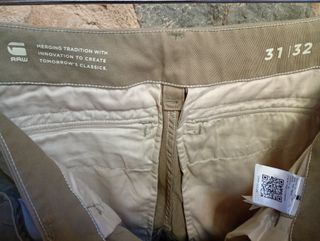 RAW
MERGING TRADITION WITH
INNOVATION TO CREATE
TOMORROW'S CLASSICS.
31|32